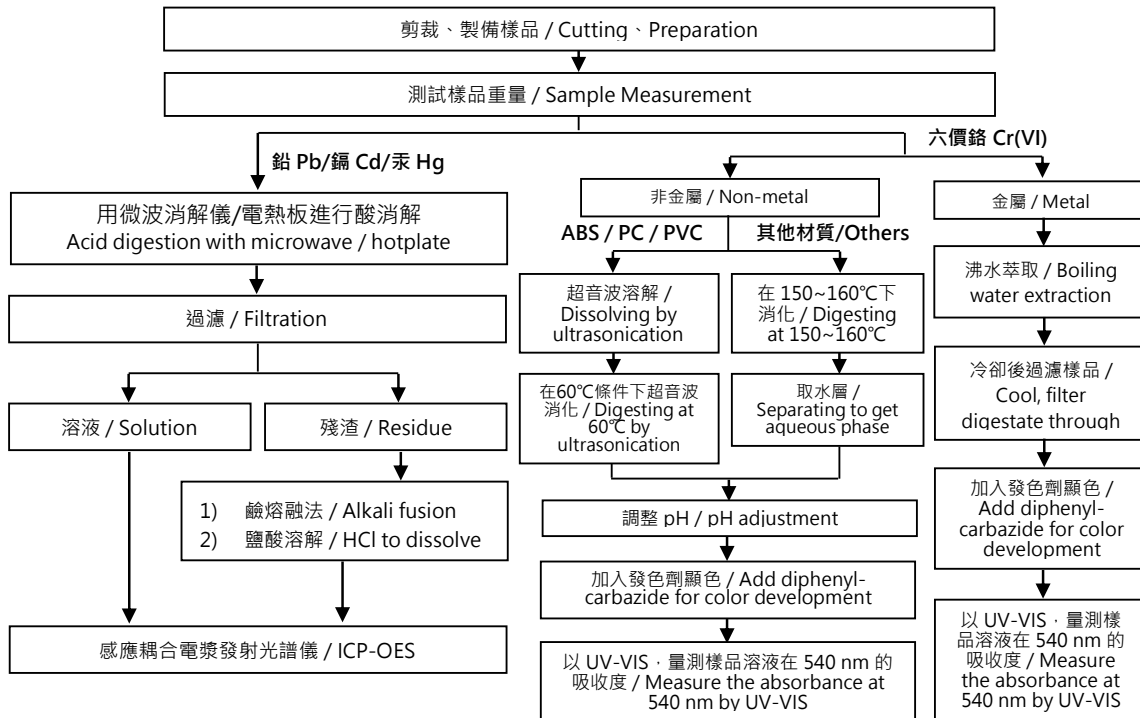 剪裁、製備樣品 / Cutting、Preparation
測試樣品重量 / Sample Measurement
鉛 Pb/鎘 Cd/汞 Hg
六價鉻 Cr(VI)
用微波消解儀/電熱板進行酸消解
Acid digestion with microwave / hotplate
過濾 / Filtration
溶液 / Solution
殘渣 / Residue
1) 鹼熔融法 / Alkali fusion
2) 鹽酸溶解 / HCl to dissolve
感應耦合電漿發射光譜儀 / ICP-OES
非金屬 / Non-metal
ABS / PC / PVC
其他材質/Others
超音波溶解 /
Dissolving by
ultrasonication
在 150~160℃下
消化 / Digesting
at 150~160℃
在60℃條件下超音波
消化 / Digesting at
60℃ by
ultrasonication
取水層 /
Separating to get
aqueous phase
調整 pH / pH adjustment
加入發色劑顯色 / Add diphenyl-
carbazide for color development
以 UV-VIS，量測樣品溶液在 540 nm 的
吸收度 / Measure the absorbance at
540 nm by UV-VIS
金屬 / Metal
沸水萃取 / Boiling
water extraction
冷卻後過濾樣品 /
Cool, filter
digestate through
加入發色劑顯色 /
Add diphenyl-
carbazide for color
development
以 UV-VIS，量測樣
品溶液在 540 nm 的
吸收度 / Measure
the absorbance at
540 nm by UV-VIS